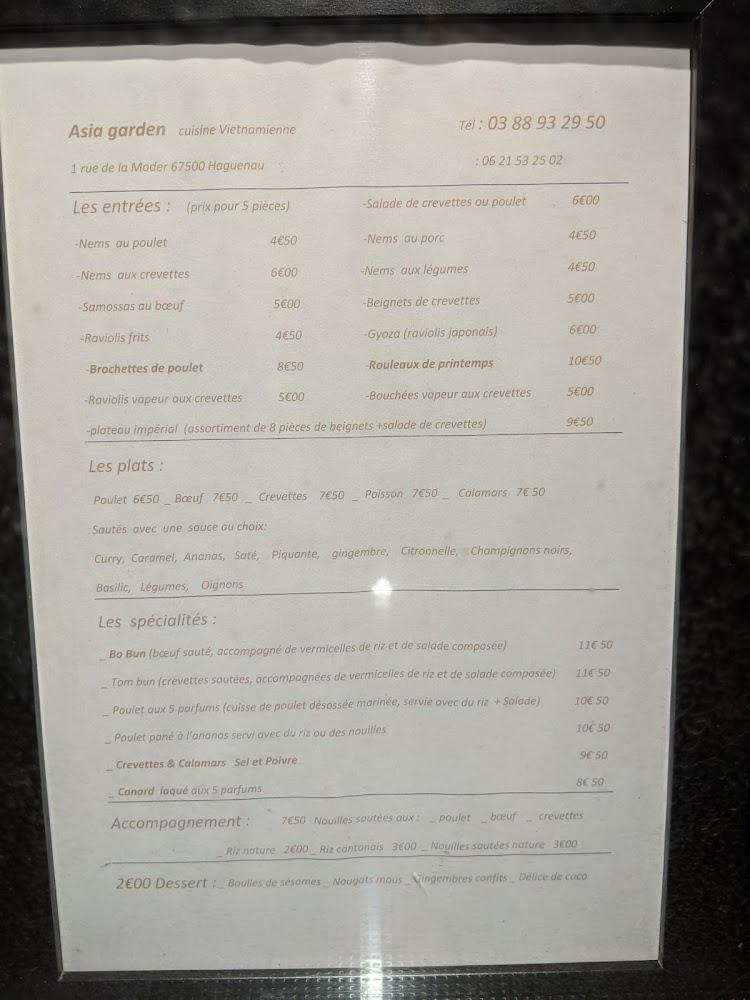 Asia garden cuisine Vietnamienne Tél : 03 88 93 29 50
1 rue de la Moder 67500 Haguenau : 06 21 53 25 02
Les entrées : (prix pour 5 pièces) -Salade de crevettes ou poulet 6€00
-Nems au poulet 4€50 -Nems au porc 4€50
-Nems aux crevettes 6€00 -Nems aux légumes 4€50
-Samossas au bœuf 5€00 -Beignets de crevettes 5€00
-Raviolis frits 4€50 -Gyoza (raviolis japonais) 6€00
-Brochettes de poulet 8€50 -Rouleaux de printemps 10€50
-Raviolis vapeur aux crevettes 5€00 -Bouchées vapeur aux crevettes 5€00
-plateau impérial (assortiment de 8 pièces de beignets +salade de crevettes) 9€50
Les plats :
Poulet 6€50 _ Bœuf 7€50 _ Crevettes 7€50 _ Poisson 7€50 _ Calamars 7€ 50
Sautés avec une sauce au choix:
Curry, Caramel, Ananas, Saté, Piquante, gingembre, Citronnelle, Champignons noirs,
Basilic, Légumes, Oignons
Les spécialités :
_ Bo Bun (bœuf sauté, accompagné de vermicelles de riz et de salade composée) 11€ 50
_ Tom bun (crevettes sautées, accompagnées de vermicelles de riz et de salade composée) 11€ 50
_ Poulet aux 5 parfums (cuisse de poulet désossée marinée, servie avec du riz + Salade) 10€ 50
_ Poulet pané à l'ananas servi avec du riz ou des nouilles 10€ 50
_ Crevettes & Calamars Sel et Poivre 9€ 50
_ Canard laqué aux 5 parfums 8€ 50
Accompagnement : 7€50 Nouilles sautées aux : _ poulet _ bœuf _ crevettes
_ Riz nature 2€00 _ Riz cantonais 3€00 _ Nouilles sautées nature 3€00
2€00 Dessert : _ Boulles de sésames _ Nougats mous _ Gingembres confits _ Délice de coco